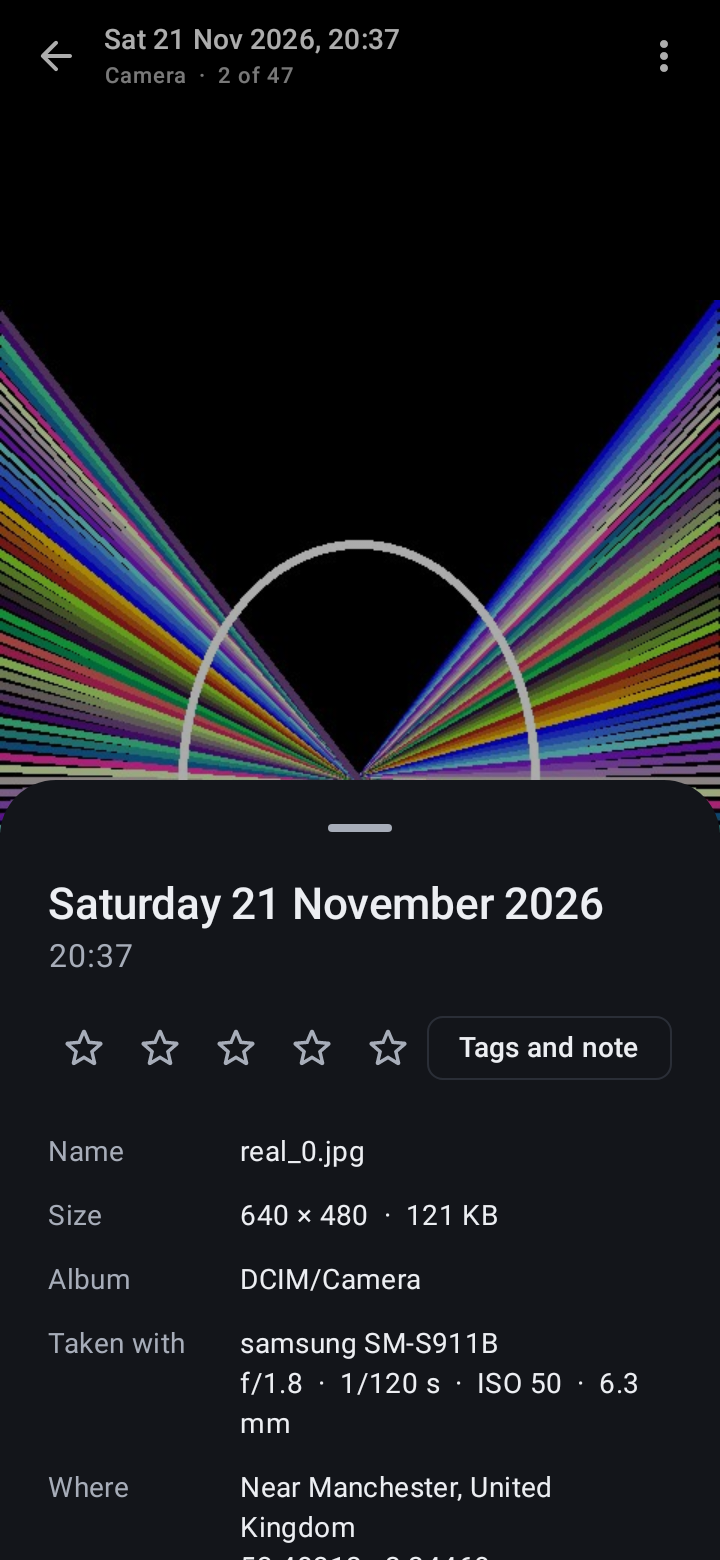 Sat 21 Nov 2026, 20:37
Camera · 2 of 47
Saturday 21 November 2026
20:37
Tags and note
Name real_0.jpg
Size 640 × 480 · 121 KB
Album DCIM/Camera
Taken with samsung SM-S911B
f/1.8 · 1/120 s · ISO 50 · 6.3
mm
Where Near Manchester, United
Kingdom